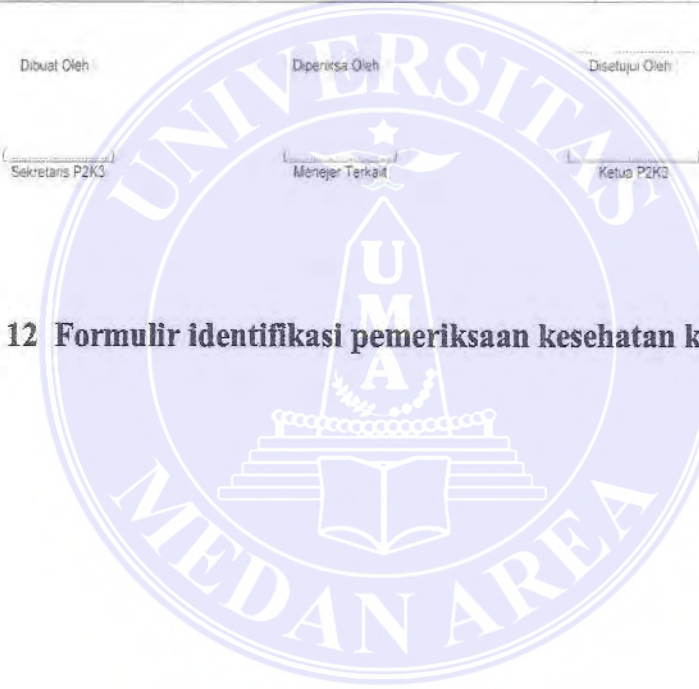 Dibuat Oleh Diperiksa Oleh Disetujui Oleh
(....................) (....................) (....................)
Sekretaris P2K3 Menejer Terkait Ketua P2K3
12 Formulir identifikasi pemeriksaan kesehatan k
UNIVERSITAS
UMA
MEDAN AREA